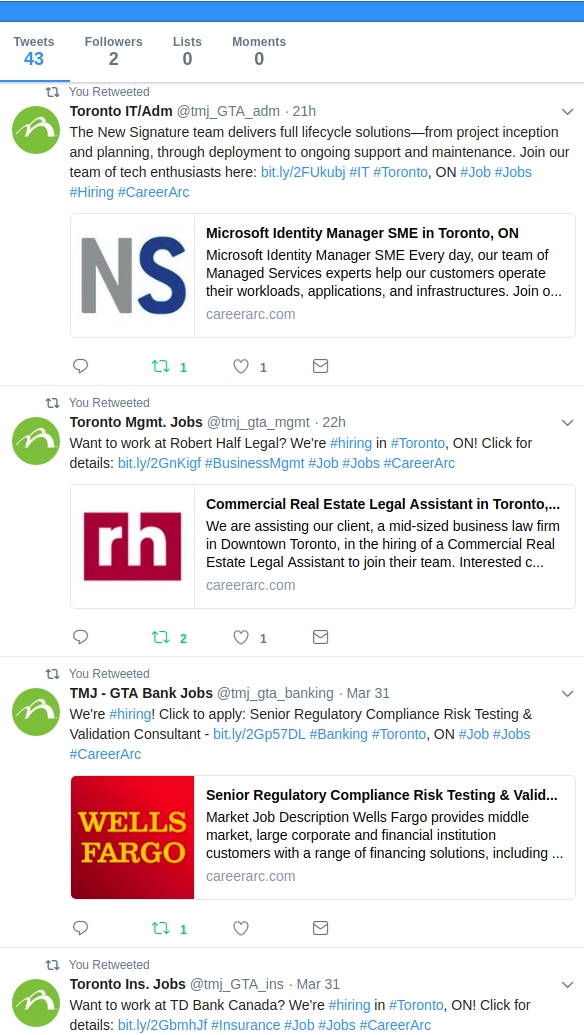 Tweets Followers Lists Moments
43 2 0 0
You Retweeted
Toronto IT/Adm @tmj_GTA_adm · 21h
The New Signature team delivers full lifecycle solutions—from project inception
and planning, through deployment to ongoing support and maintenance. Join our
team of tech enthusiasts here: bit.ly/2FUkubj #IT #Toronto, ON #Job #Jobs
#Hiring #CareerArc
NS
Microsoft Identity Manager SME in Toronto, ON
Microsoft Identity Manager SME Every day, our team of
Managed Services experts help our customers operate
their workloads, applications, and infrastructures. Join o...
careerarc.com
1 1
You Retweeted
Toronto Mgmt. Jobs @tmj_gta_mgmt · 22h
Want to work at Robert Half Legal? We're #hiring in #Toronto, ON! Click for
details: bit.ly/2GnKigf #BusinessMgmt #Job #Jobs #CareerArc
rh
Commercial Real Estate Legal Assistant in Toronto,...
We are assisting our client, a mid-sized business law firm
in Downtown Toronto, in the hiring of a Commercial Real
Estate Legal Assistant to join their team. Interested c...
careerarc.com
2 1
You Retweeted
TMJ - GTA Bank Jobs @tmj_gta_banking · Mar 31
We're #hiring! Click to apply: Senior Regulatory Compliance Risk Testing &
Validation Consultant - bit.ly/2Gp57DL #Banking #Toronto, ON #Job #Jobs
#CareerArc
WELLS
FARGO
Senior Regulatory Compliance Risk Testing & Valid...
Market Job Description Wells Fargo provides middle
market, large corporate and financial institution
customers with a range of financing solutions, including ...
careerarc.com
1
You Retweeted
Toronto Ins. Jobs @tmj_GTA_ins · Mar 31
Want to work at TD Bank Canada? We're #hiring in #Toronto, ON! Click for
details: bit.ly/2GbmhJf #Insurance #Job #Jobs #CareerArc